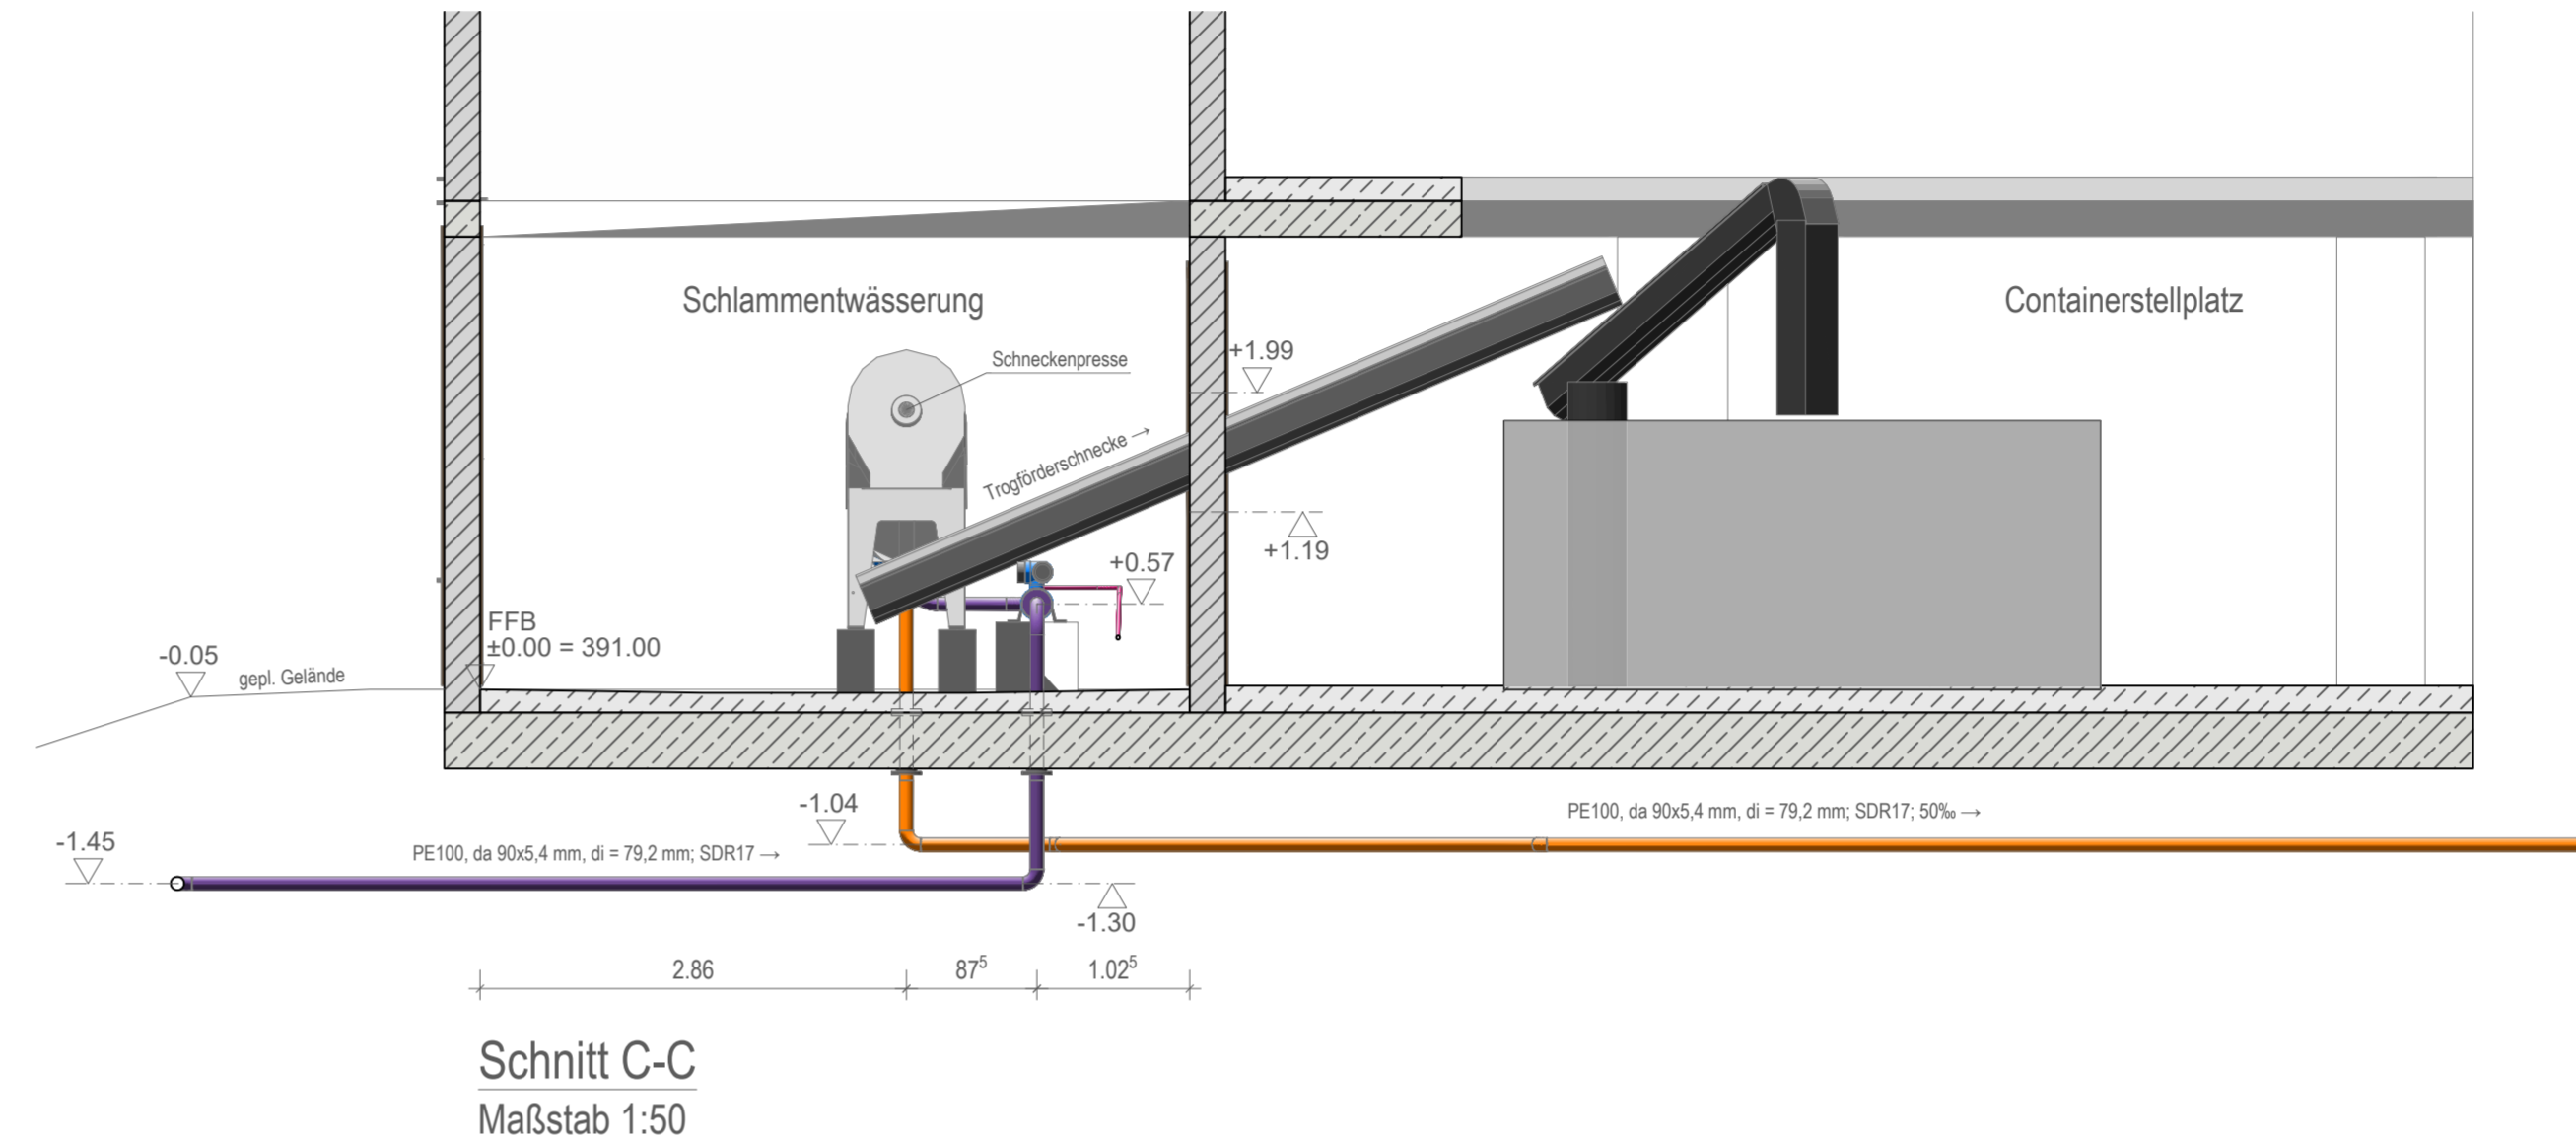 Schlammentwässerung
Containerstellplatz
Schneckenpresse
+1.99
Trogförderschnecke →
+1.19
+0.57
FFB
±0.00 = 391.00
-0.05
gepl. Gelände
-1.04
PE100, da 90x5,4 mm, di = 79,2 mm; SDR17; 50‰ →
-1.45
PE100, da 90x5,4 mm, di = 79,2 mm; SDR17 →
-1.30
2.86
87⁵
1.02⁵
Schnitt C-C
Maßstab 1:50